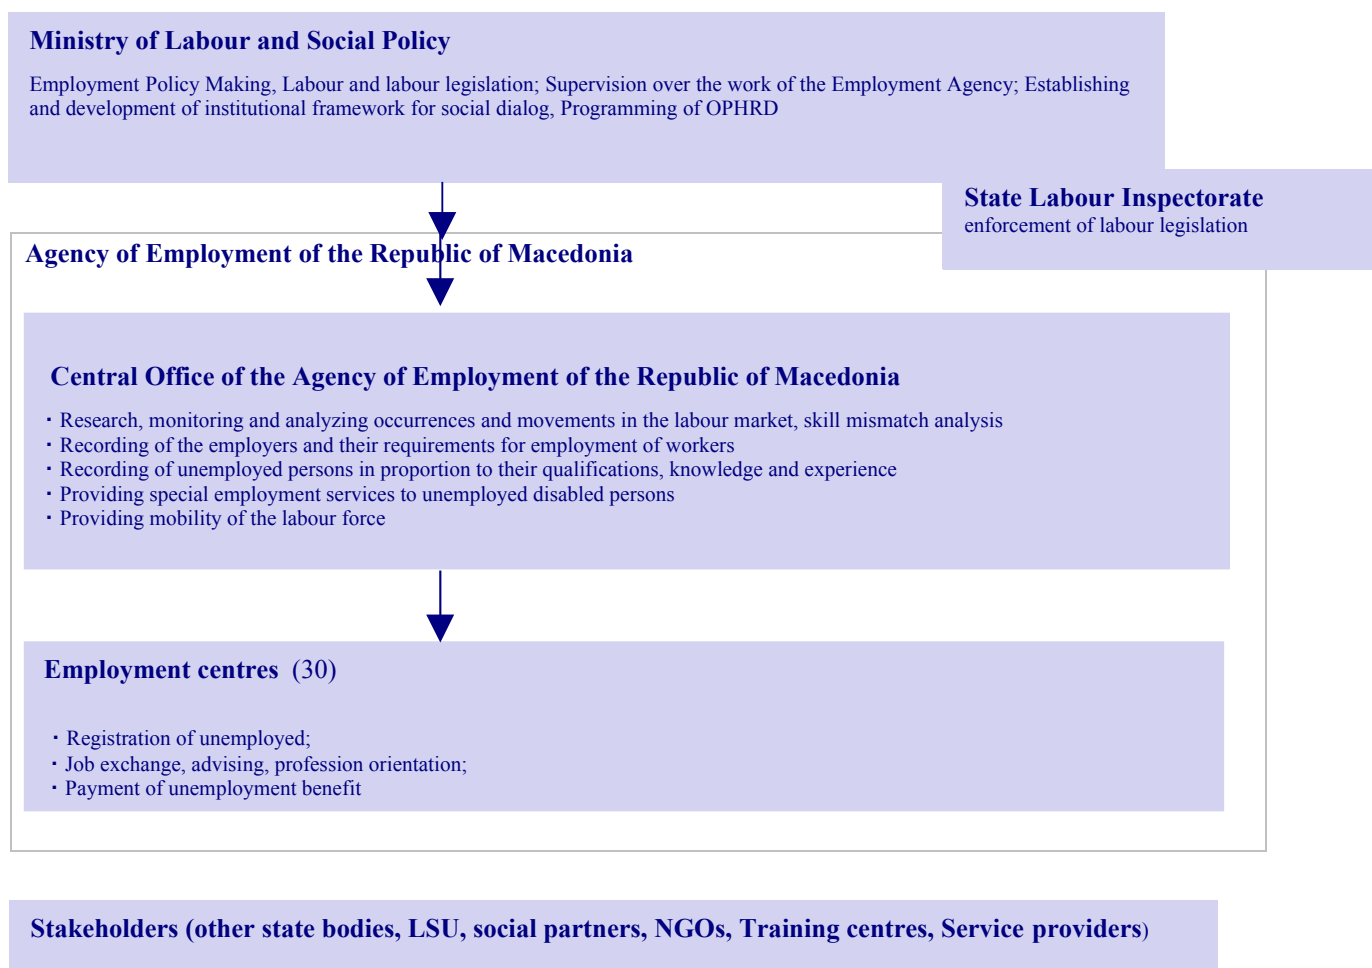 Ministry of Labour and Social Policy
Employment Policy Making, Labour and labour legislation; Supervision over the work of the Employment Agency; Establishing
and development of institutional framework for social dialog, Programming of OPHRD
State Labour Inspectorate
enforcement of labour legislation
Agency of Employment of the Republic of Macedonia
Central Office of the Agency of Employment of the Republic of Macedonia
· Research, monitoring and analyzing occurrences and movements in the labour market, skill mismatch analysis
· Recording of the employers and their requirements for employment of workers
· Recording of unemployed persons in proportion to their qualifications, knowledge and experience
· Providing special employment services to unemployed disabled persons
· Providing mobility of the labour force
Employment centres (30)
· Registration of unemployed;
· Job exchange, advising, profession orientation;
· Payment of unemployment benefit
Stakeholders (other state bodies, LSU, social partners, NGOs, Training centres, Service providers)